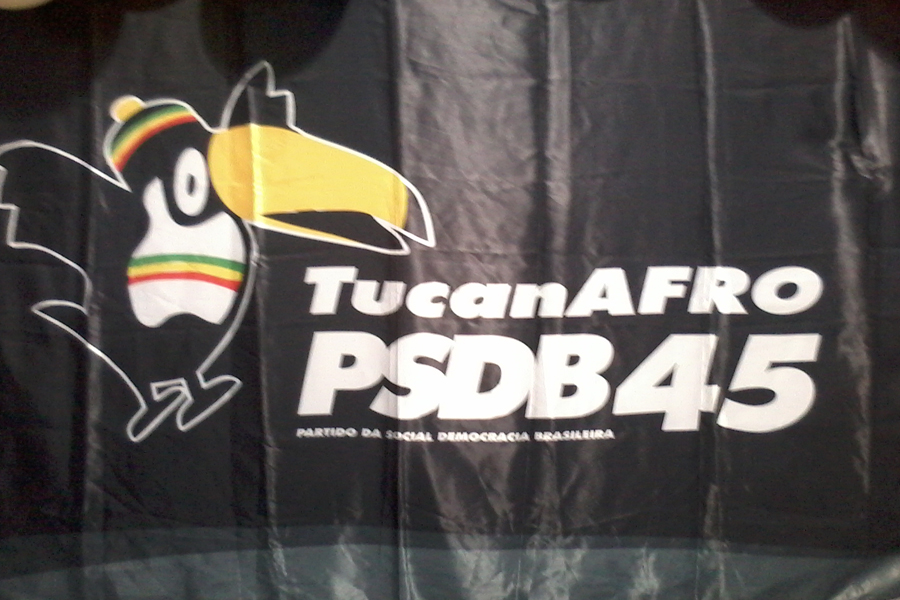 TucanAFRO
PSDB45
PARTIDO DA SOCIAL DEMOCRACIA BRASILEIRA